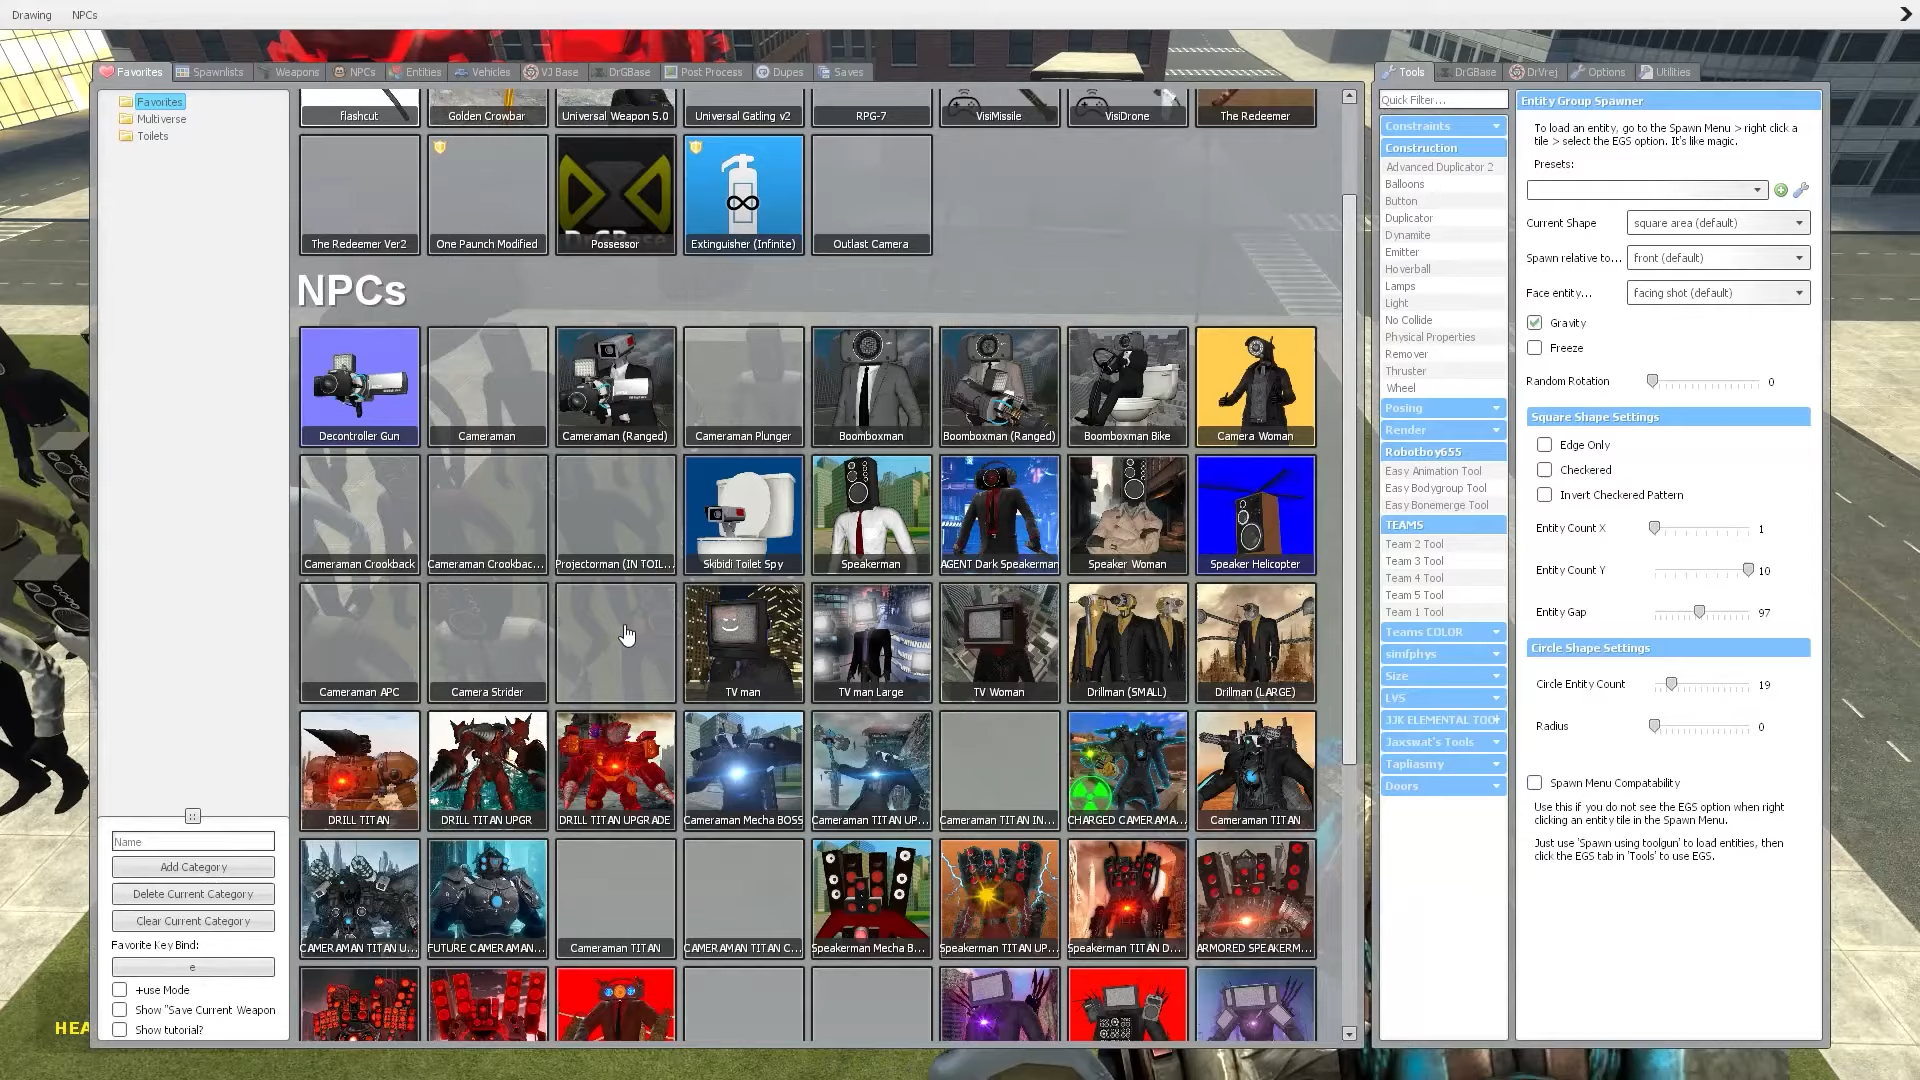 Drawing NPCs
Favorites Spawnlists Weapons NPCs Entities Vehicles VJ Base DrGBase Post Process Dupes Saves
Favorites
Multiverse
Toilets
flashcut Golden Crowbar Universal Weapon 5.0 Universal Gatling v2 RPG-7 VisiMissile VisiDrone The Redeemer
The Redeemer Ver2 One Paunch Modified Possessor Extinguisher (Infinite) Outlast Camera
NPCs
Decontroller Gun Cameraman Cameraman (Ranged) Cameraman Plunger Boomboxman Boomboxman (Ranged) Boomboxman Bike Camera Woman
Cameraman Crookback Cameraman Crookbac... Projectorman (IN TOIL... Skibidi Toilet Spy Speakerman AGENT Dark Speakerman Speaker Woman Speaker Helicopter
Cameraman APC Camera Strider TV man TV man Large TV Woman Drillman (SMALL) Drillman (LARGE)
DRILL TITAN DRILL TITAN UPGR DRILL TITAN UPGRADE Cameraman Mecha BOSS Cameraman TITAN UP... Cameraman TITAN IN... CHARGED CAMERAMA... Cameraman TITAN
CAMERAMAN TITAN U... FUTURE CAMERAMAN... Cameraman TITAN CAMERAMAN TITAN C... Speakerman Mecha B... Speakerman TITAN UP... Speakerman TITAN D... ARMORED SPEAKERM...
Name
Add Category
Delete Current Category
Clear Current Category
Favorite Key Bind:
e
+use Mode
Show "Save Current Weapon
Show tutorial?
HEA
Tools DrGBase DrVrej Options Utilities
Quick Filter...
Constraints
Construction
Advanced Duplicator 2
Balloons
Button
Duplicator
Dynamite
Emitter
Hoverball
Lamps
Light
No Collide
Physical Properties
Remover
Thruster
Wheel
Posing
Render
Robotboy655
Easy Animation Tool
Easy Bodygroup Tool
Easy Bonemerge Tool
TEAMS
Team 2 Tool
Team 3 Tool
Team 4 Tool
Team 5 Tool
Team 1 Tool
Teams COLOR
simfphys
Size
LVS
JJK ELEMENTAL TOO
Jaxswat's Tools
Tapliasmy
Doors
Entity Group Spawner
To load an entity, go to the Spawn Menu > right click a
tile > select the EGS option. It's like magic.
Presets:
Current Shape square area (default)
Spawn relative to... front (default)
Face entity... facing shot (default)
Gravity
Freeze
Random Rotation 0
Square Shape Settings
Edge Only
Checkered
Invert Checkered Pattern
Entity Count X 1
Entity Count Y 10
Entity Gap 97
Circle Shape Settings
Circle Entity Count 19
Radius 0
Spawn Menu Compatability
Use this if you do not see the EGS option when right
clicking an entity tile in the Spawn Menu.
Just use 'Spawn using toolgun' to load entities, then
click the EGS tab in 'Tools' to use EGS.